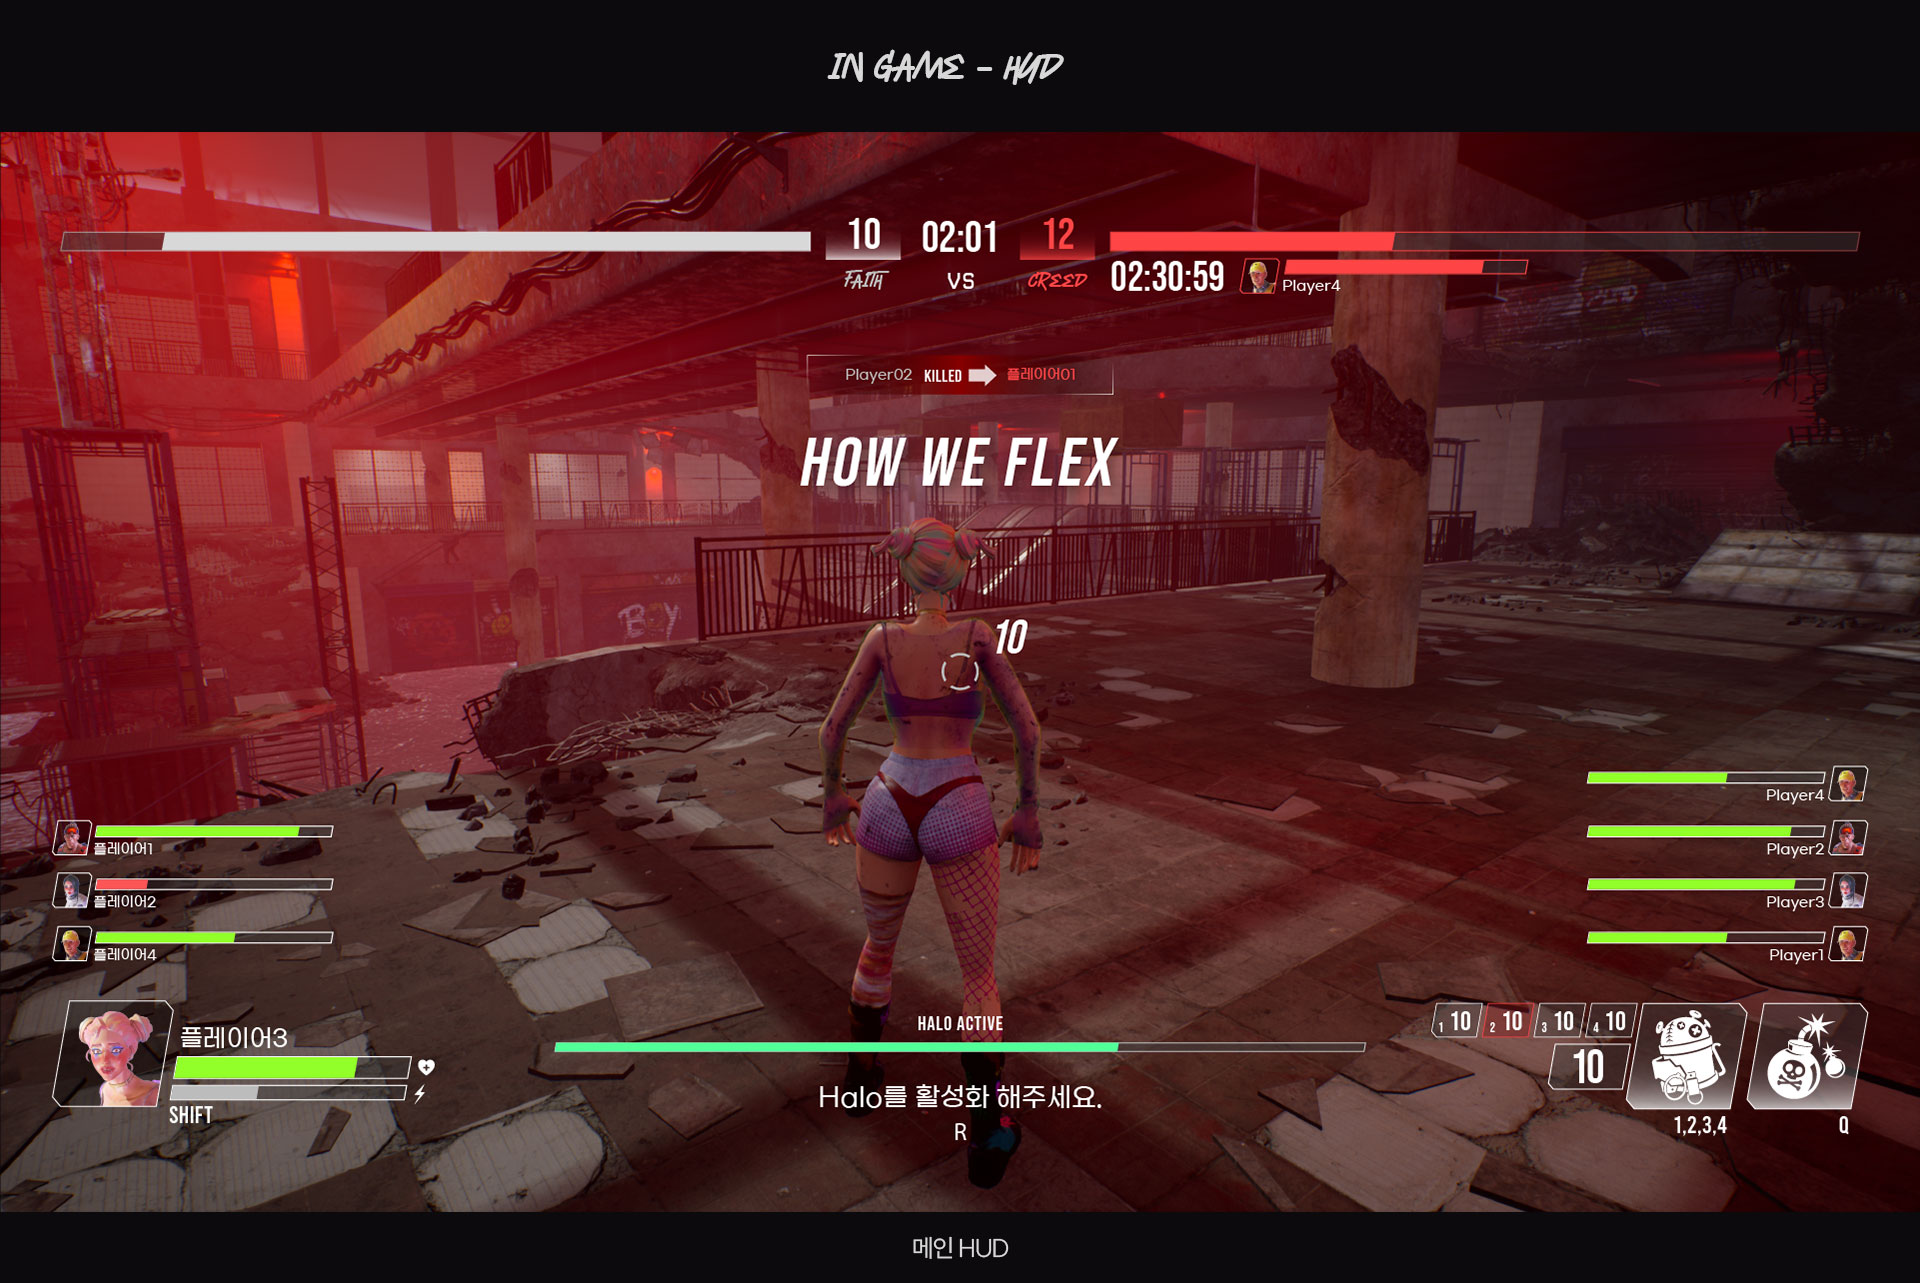 IN GAME - HUD
10 02:01 12
FAITH VS CREED
02:30:59 Player4
Player02 KILLED 플레이어01
HOW WE FLEX
BOY
10
플레이어1
플레이어2
플레이어4
Player4
Player2
Player3
Player1
플레이어3
SHIFT
HALO ACTIVE
Halo를 활성화 해주세요.
R
1 10 2 10 3 10 4 10
10
1,2,3,4 Q
메인 HUD